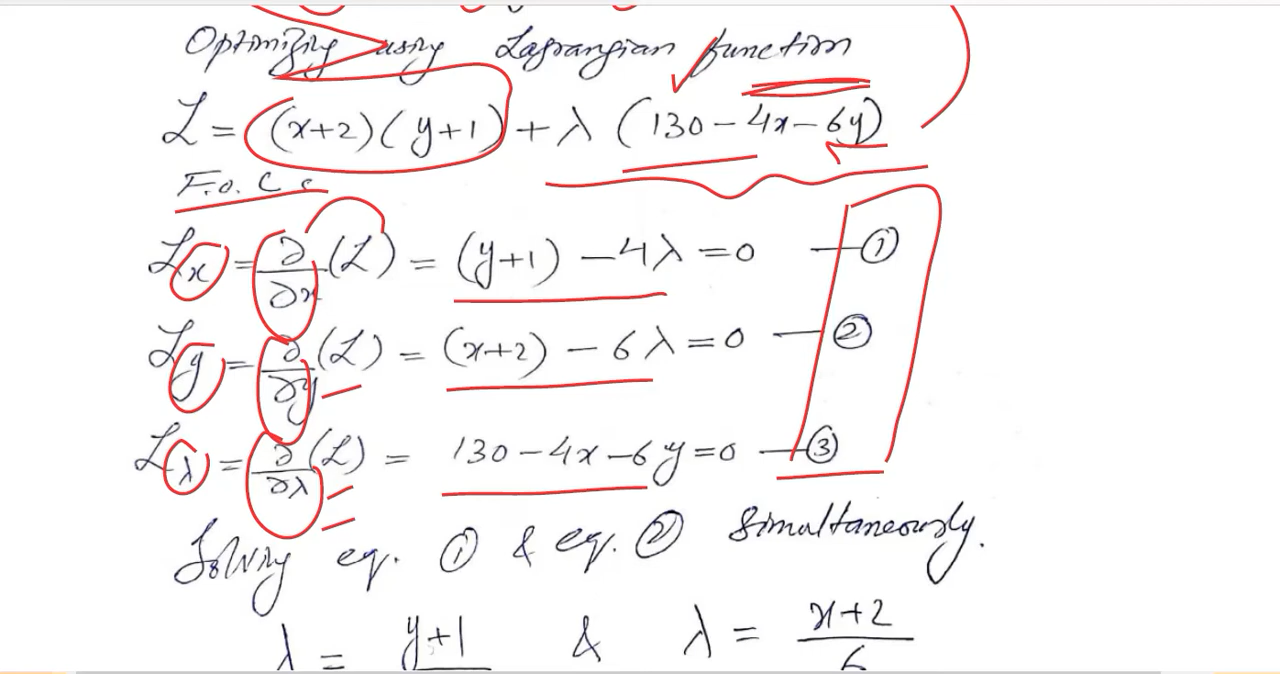 Optimizing using Lagrangian function
ℒ = (x+2)(y+1) + λ (130 - 4x - 6y)
F.O.C.
ℒx = ∂/∂x (ℒ) = (y+1) - 4λ = 0 — ①
ℒy = ∂/∂y (ℒ) = (x+2) - 6λ = 0 — ②
ℒλ = ∂/∂λ (ℒ) = 130 - 4x - 6y = 0 — ③
Solving eq. ① & eq. ② simultaneously.
λ = y+1 & λ = x+2/6